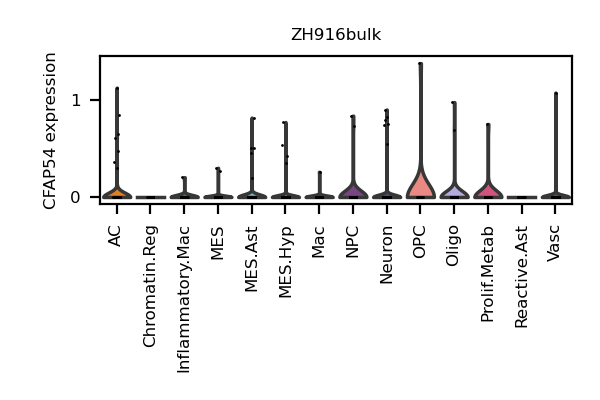 ZH916bulk
CFAP54 expression
1
0
AC
Chromatin.Reg
Inflammatory.Mac
MES
MES.Ast
MES.Hyp
Mac
NPC
Neuron
OPC
Oligo
Prolif.Metab
Reactive.Ast
Vasc